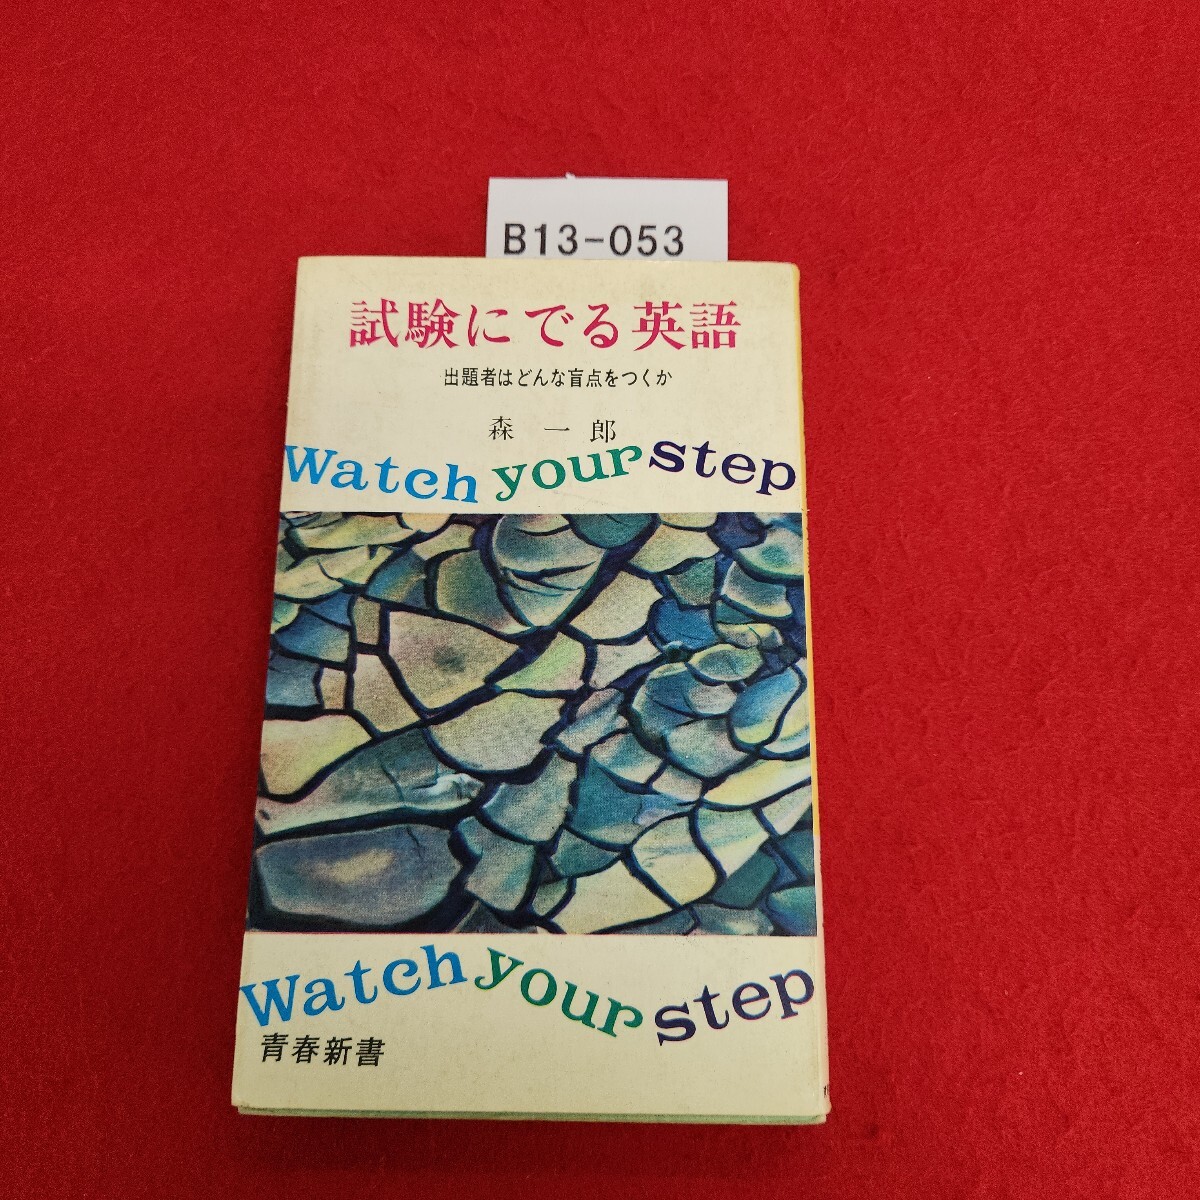 B13-053
試験にでる英語
出題者はどんな盲点をつくか
森 一 郎
Watch your step
Watch your step
青春新書